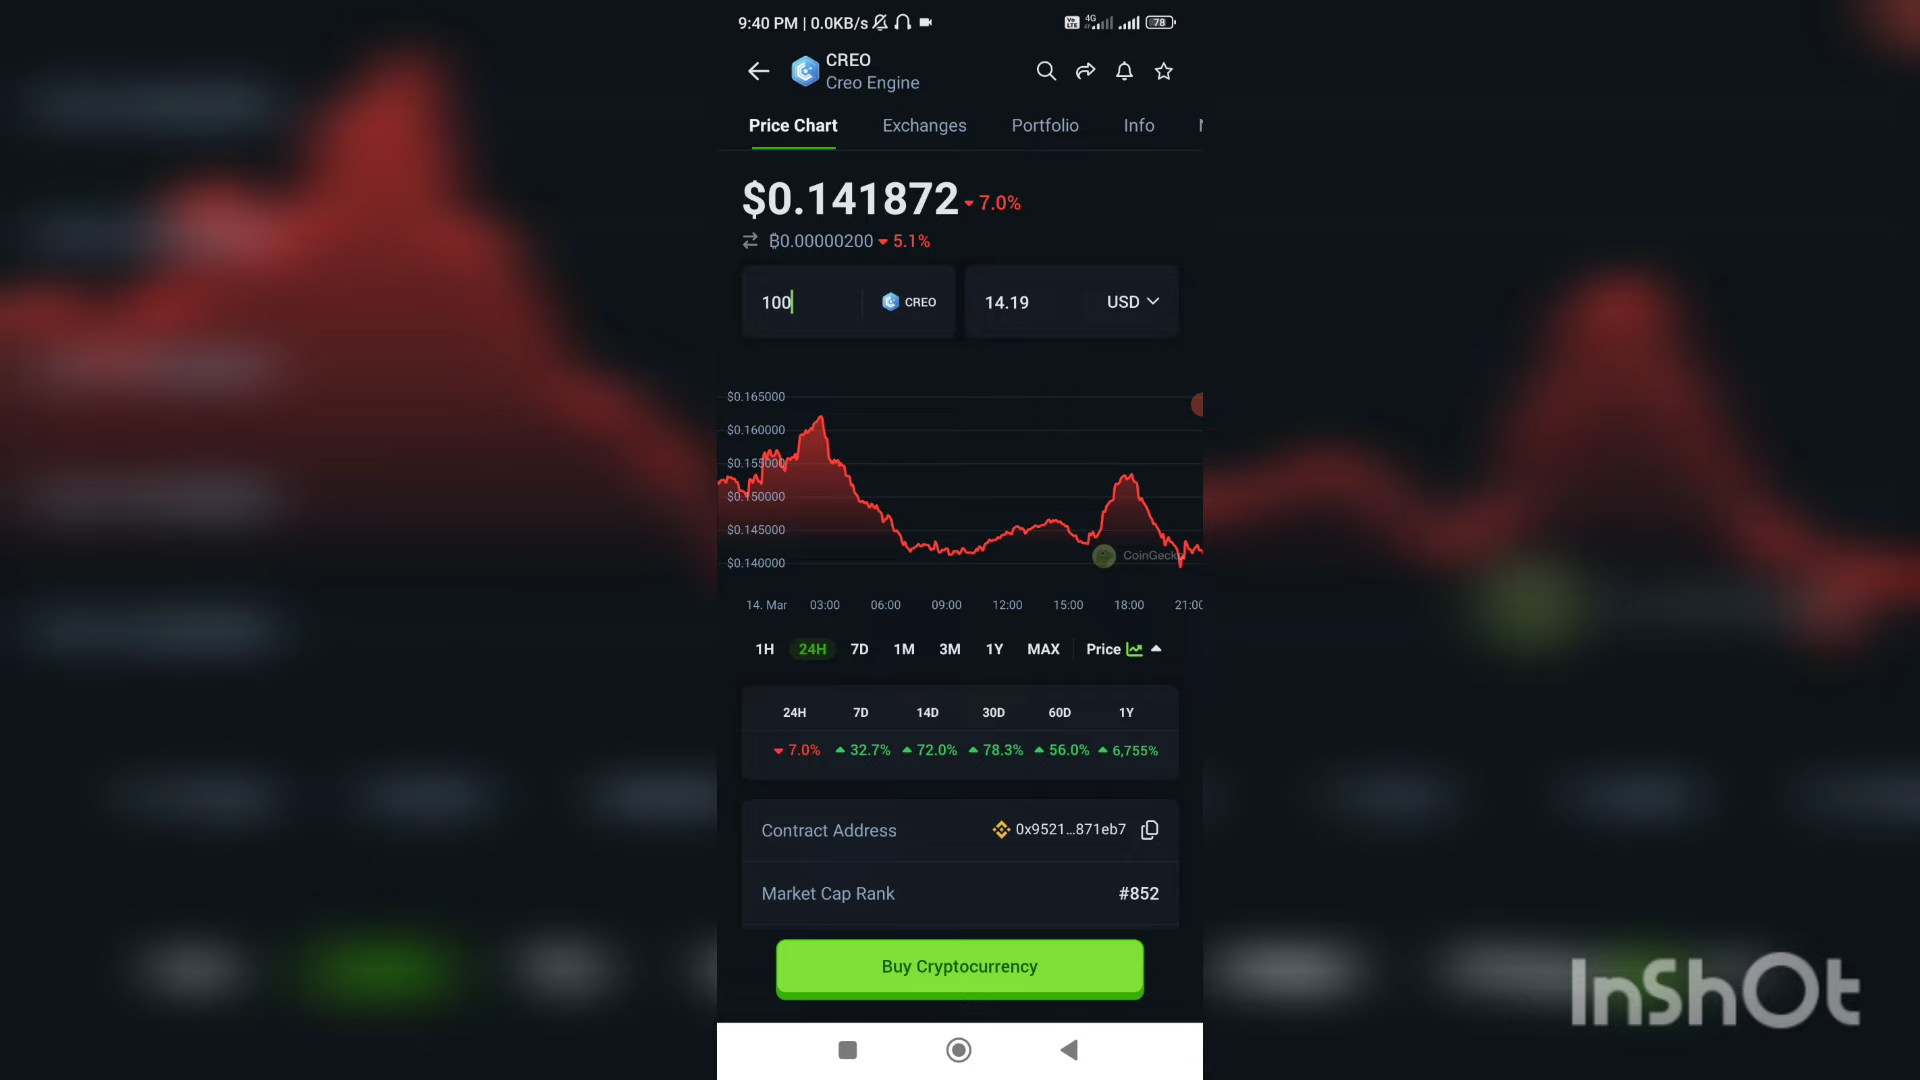 9:40 PM | 0.0KB/s
Vo LTE 4G 78
CREO
Creo Engine
Price Chart Exchanges Portfolio Info
$0.141872 7.0%
₿0.00000200 5.1%
100 CREO 14.19 USD
$0.165000
$0.160000
$0.155000
$0.150000
$0.145000
$0.140000
CoinGecko
14. Mar 03:00 06:00 09:00 12:00 15:00 18:00 21:00
1H 24H 7D 1M 3M 1Y MAX Price
24H 7D 14D 30D 60D 1Y
7.0% 32.7% 72.0% 78.3% 56.0% 6,755%
Contract Address 0x9521...871eb7
Market Cap Rank #852
Buy Cryptocurrency
InShOt